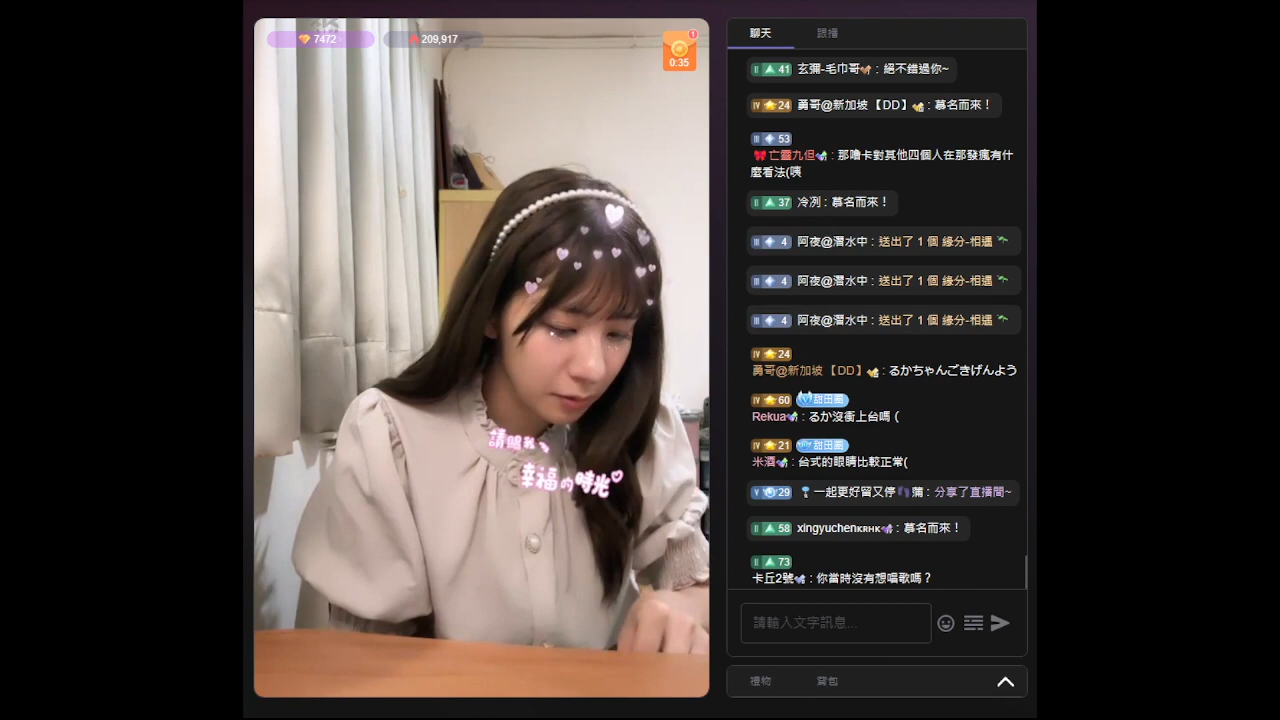 7472
209,917
1
0:35
請照我ヘ
幸福的時光
聊天
跟播
II 41 玄彌-毛巾哥 : 絕不錯過你~
IV 24 勇哥@新加坡【DD】 : 慕名而來！
III 53
亡靈九但 : 那嚕卡對其他四個人在那發瘋有什
麼看法(咦
II 37 冷冽 : 慕名而來！
III 4 阿夜@潛水中 : 送出了 1 個 緣分-相遇
III 4 阿夜@潛水中 : 送出了 1 個 緣分-相遇
III 4 阿夜@潛水中 : 送出了 1 個 緣分-相遇
IV 24
勇哥@新加坡【DD】 : るかちゃんごきげんよう
IV 60 甜田圈
Rekua : るか沒衝上台嗎 (
IV 21 甜田圈
米酒 : 台式的眼睛比較正常(
V 29 一起更好留又停 蒲 : 分享了直播間~
II 58 xingyuchenᴋʀʜᴋ : 慕名而來！
II 73
卡丘2號 : 你當時沒有想唱歌嗎？
請輸入文字訊息...
禮物
背包